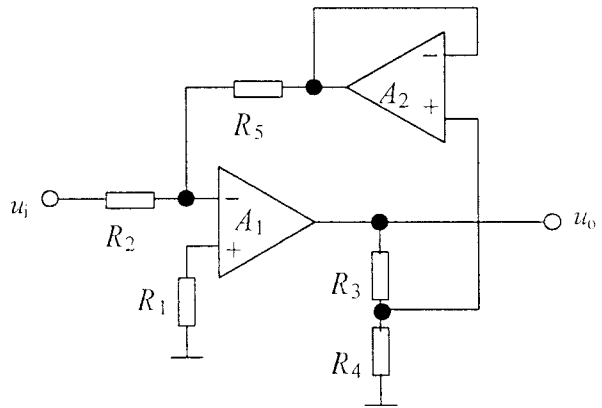 −
A₂
+
R₅
uᵢ
R₂
−
A₁
+
uₒ
R₁
R₃
R₄